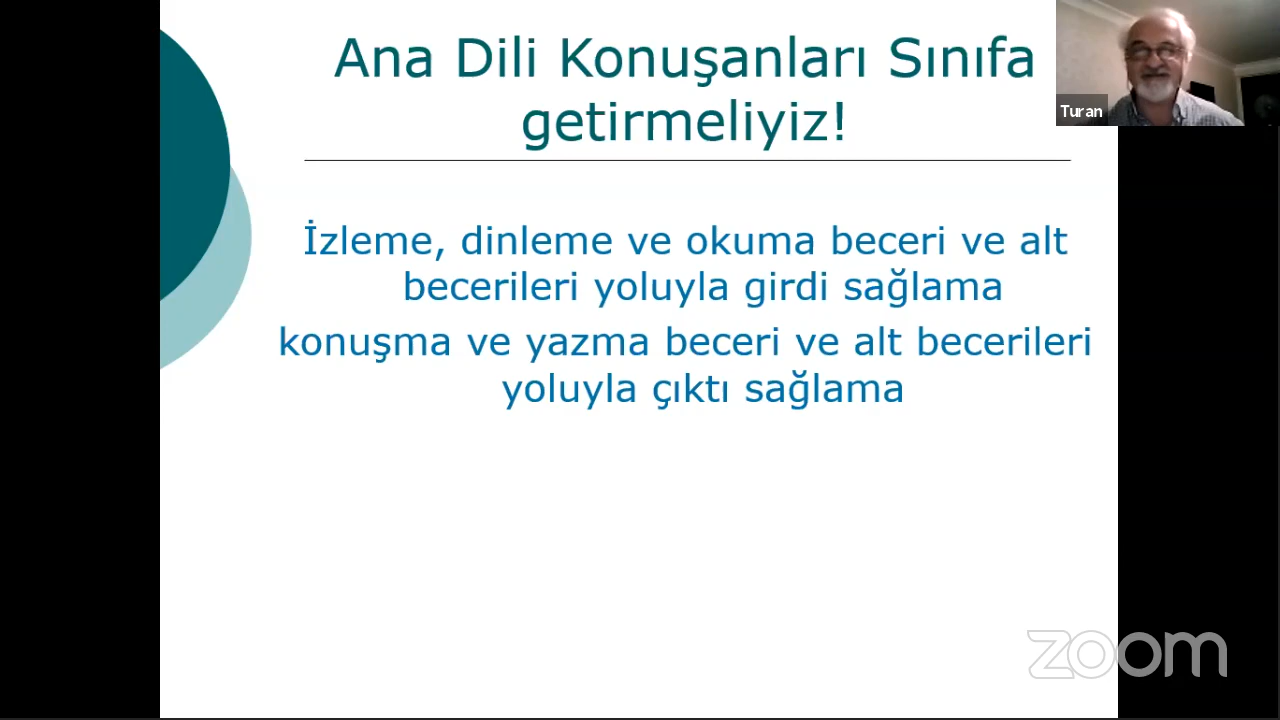 Ana Dili Konuşanları Sınıfa
getirmeliyiz!
Turan
İzleme, dinleme ve okuma beceri ve alt
becerileri yoluyla girdi sağlama
konuşma ve yazma beceri ve alt becerileri
yoluyla çıktı sağlama
zoom